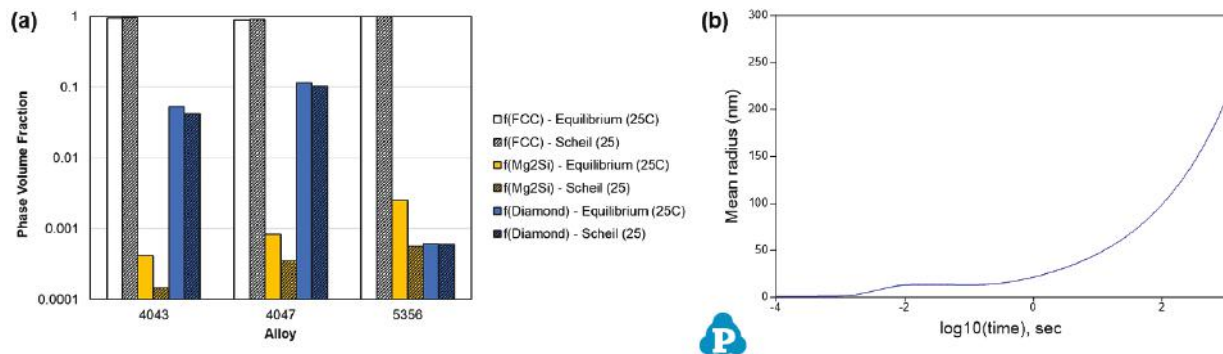 (a)
1
0.1
0.01
0.001
0.0001
Phase Volume Fraction
4043 4047 5356
Alloy
f(FCC) - Equilibrium (25C)
f(FCC) - Scheil (25)
f(Mg2Si) - Equilibrium (25C)
f(Mg2Si) - Scheil (25)
f(Diamond) - Equilibrium (25C)
f(Diamond) - Scheil (25)
(b)
300
250
200
150
100
50
0
Mean radius (nm)
-4 -2 0 2
log10(time), sec
P